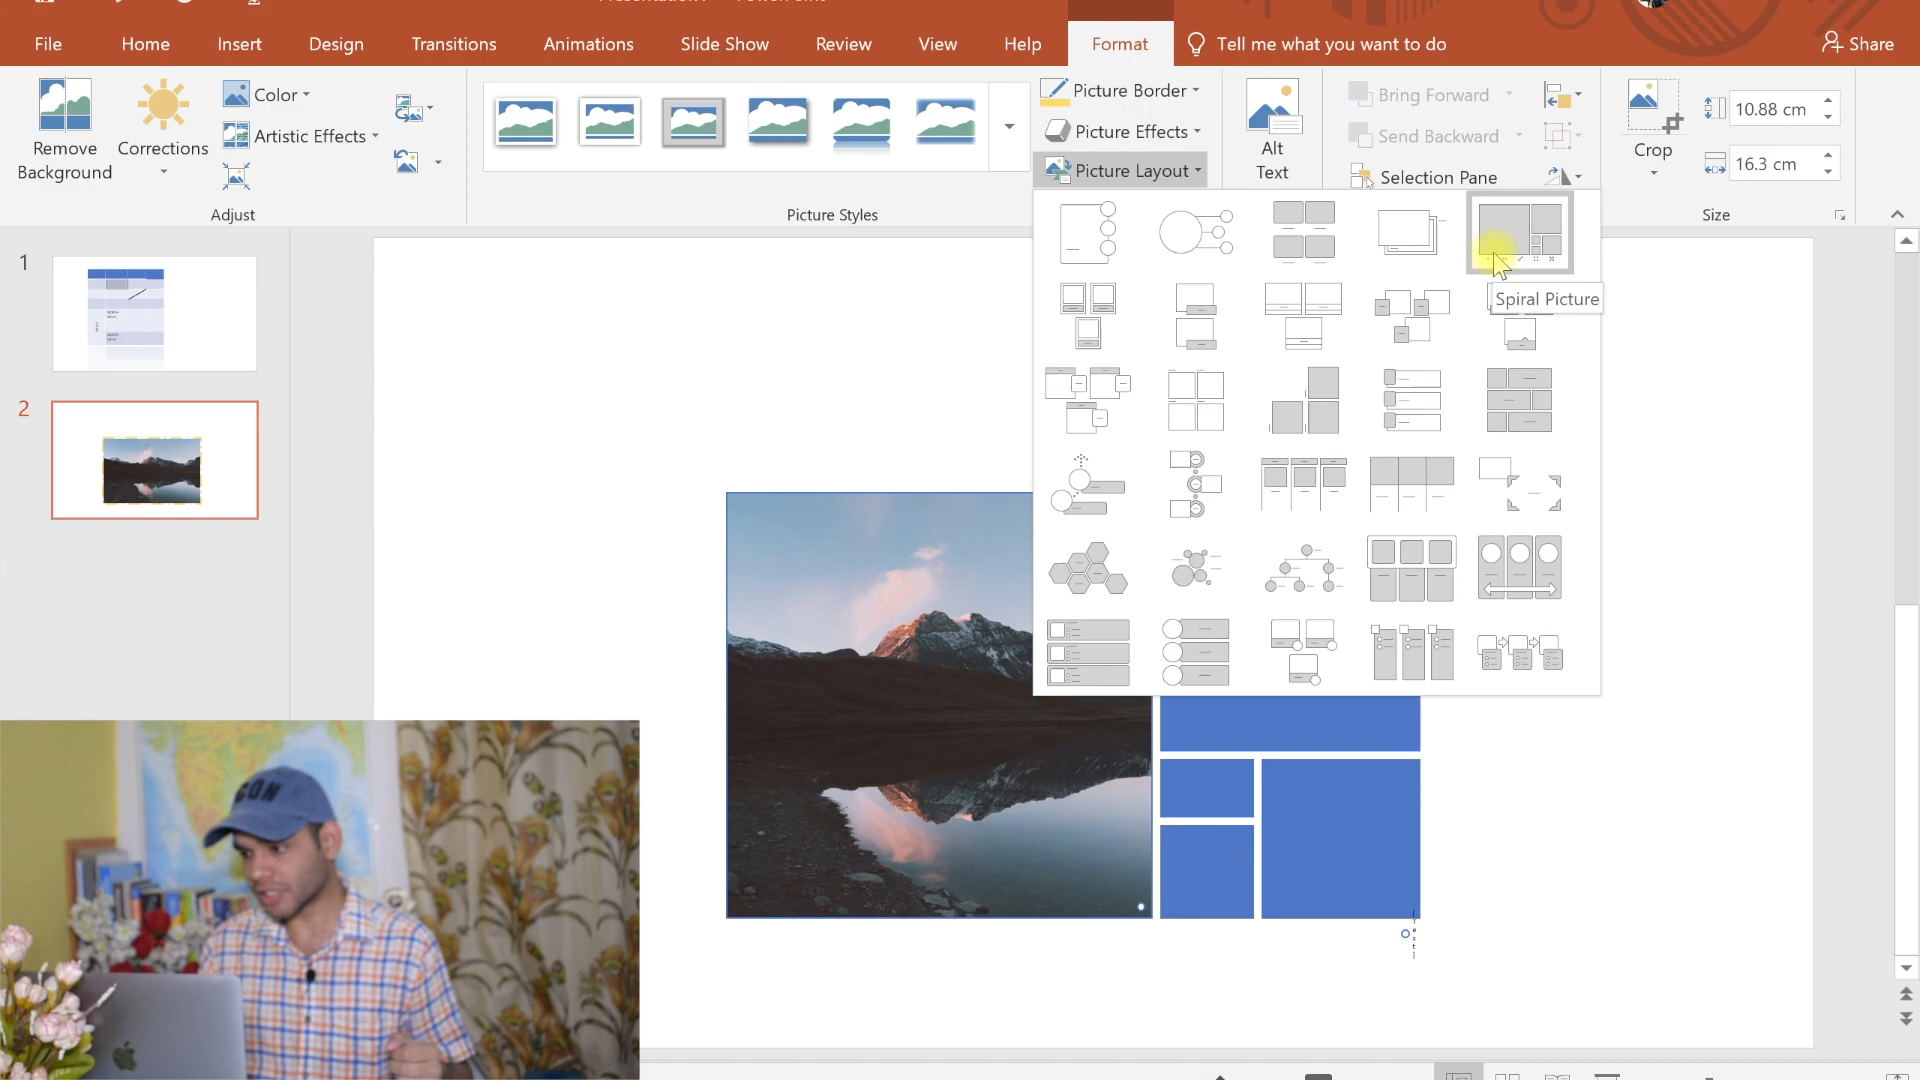 File Home Insert Design Transitions Animations Slide Show Review View Help Format Tell me what you want to do Share
Remove Background
Corrections
Color
Artistic Effects
Adjust
Picture Styles
Picture Border
Picture Effects
Picture Layout
Alt Text
Bring Forward
Send Backward
Selection Pane
Crop
10.88 cm
16.3 cm
Size
Spiral Picture
1
2